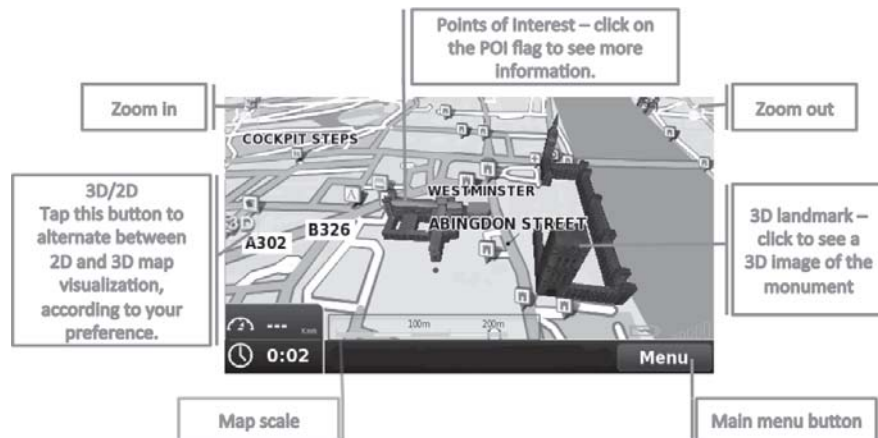 Points of Interest – click on
the POI flag to see more
information.
Zoom in
Zoom out
COCKPIT STEPS
WESTMINSTER
ABINGDON STREET
3D
A302
B326
3D/2D
Tap this button to
alternate between
2D and 3D map
visualization,
according to your
preference.
3D landmark –
click to see a
3D image of the
monument
---
100m
200m
0:02
Menu
Map scale
Main menu button